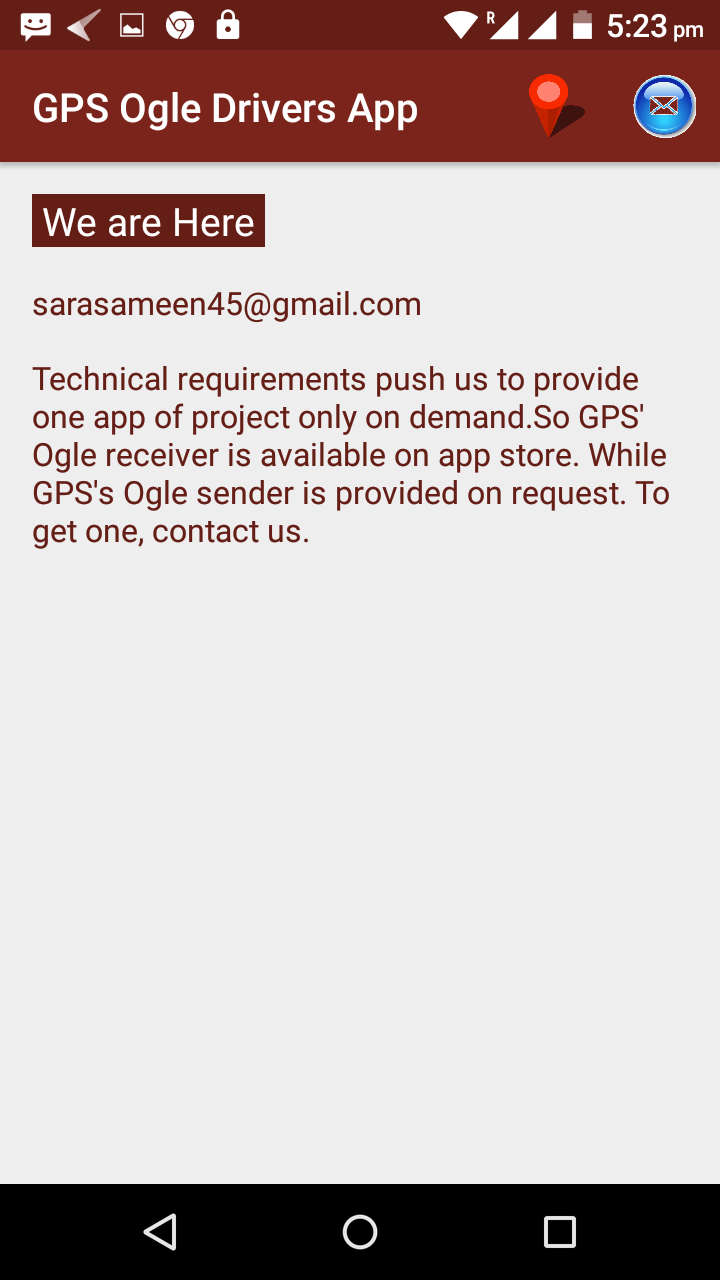 R 5:23 pm
GPS Ogle Drivers App
We are Here
sarasameen45@gmail.com
Technical requirements push us to provide
one app of project only on demand.So GPS'
Ogle receiver is available on app store. While
GPS's Ogle sender is provided on request. To
get one, contact us.